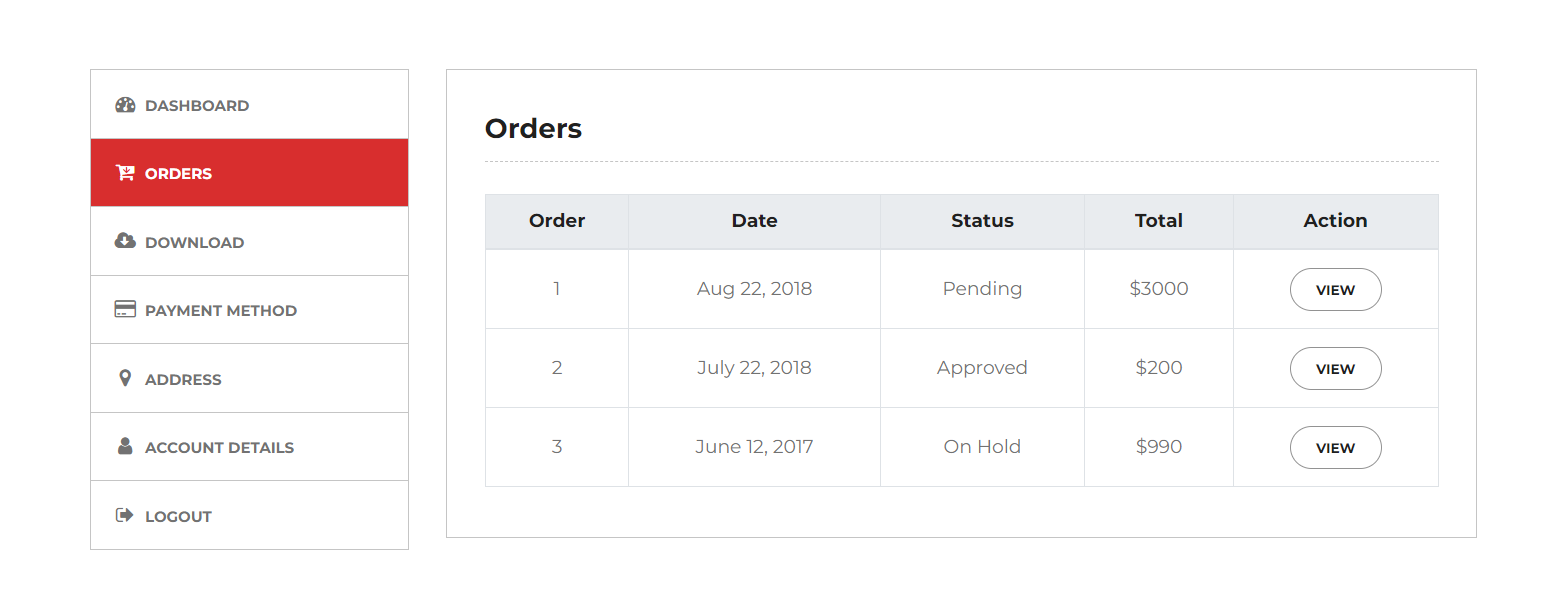 DASHBOARD
ORDERS
DOWNLOAD
PAYMENT METHOD
ADDRESS
ACCOUNT DETAILS
LOGOUT
Orders
Order Date Status Total Action
1 Aug 22, 2018 Pending $3000 VIEW
2 July 22, 2018 Approved $200 VIEW
3 June 12, 2017 On Hold $990 VIEW